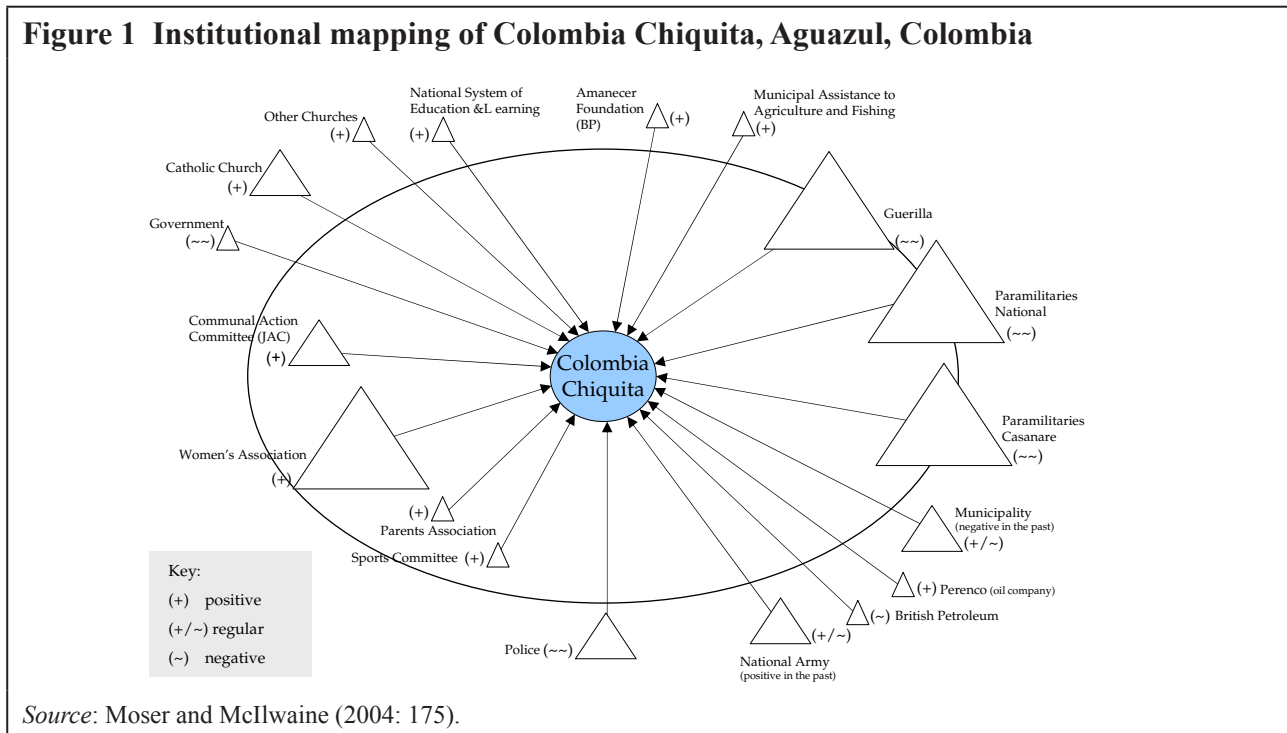 Figure 1 Institutional mapping of Colombia Chiquita, Aguazul, Colombia
National System of
Education &L earning
(+)
Amanecer
Foundation
(BP)
(+)
Municipal Assistance to
Agriculture and Fishing
(+)
Other Churches
(+)
Catholic Church
(+)
Government
(~~)
Guerilla
(~~)
Paramilitaries
National
(~~)
Communal Action
Committee (JAC)
(+)
Colombia
Chiquita
Paramilitaries
Casanare
(~~)
Women's Association
(+)
(+)
Parents Association
Sports Committee (+)
Municipality
(negative in the past)
(+/~)
(+) Perenco (oil company)
(~) British Petroleum
Police (~~)
(+/~)
National Army
(positive in the past)
Key:
(+) positive
(+/~) regular
(~) negative
Source: Moser and McIlwaine (2004: 175).